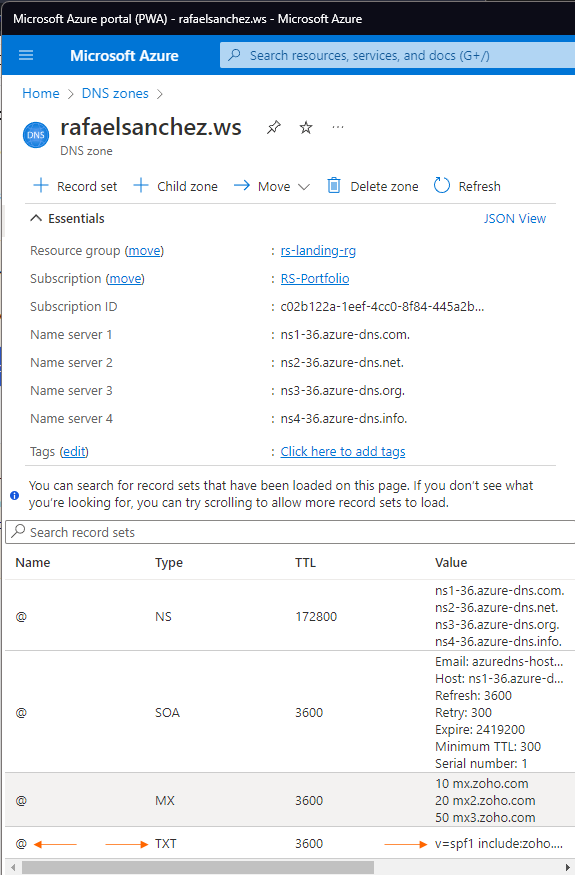 Microsoft Azure portal (PWA) - rafaelsanchez.ws - Microsoft Azure
Microsoft Azure
Search resources, services, and docs (G+/)
Home > DNS zones >
DNS
rafaelsanchez.ws
DNS zone
Record set
Child zone
Move
Delete zone
Refresh
Essentials
JSON View
Resource group (move) : rs-landing-rg
Subscription (move) : RS-Portfolio
Subscription ID : c02b122a-1eef-4cc0-8f84-445a2b...
Name server 1 : ns1-36.azure-dns.com.
Name server 2 : ns2-36.azure-dns.net.
Name server 3 : ns3-36.azure-dns.org.
Name server 4 : ns4-36.azure-dns.info.
Tags (edit) : Click here to add tags
You can search for record sets that have been loaded on this page. If you don't see what
you're looking for, you can try scrolling to allow more record sets to load.
Search record sets
Name Type TTL Value
@ NS 172800
ns1-36.azure-dns.com.
ns2-36.azure-dns.net.
ns3-36.azure-dns.org.
ns4-36.azure-dns.info.
@ SOA 3600
Email: azuredns-host...
Host: ns1-36.azure-d...
Refresh: 3600
Retry: 300
Expire: 2419200
Minimum TTL: 300
Serial number: 1
@ MX 3600
10 mx.zoho.com
20 mx2.zoho.com
50 mx3.zoho.com
@ TXT 3600 v=spf1 include:zoho....